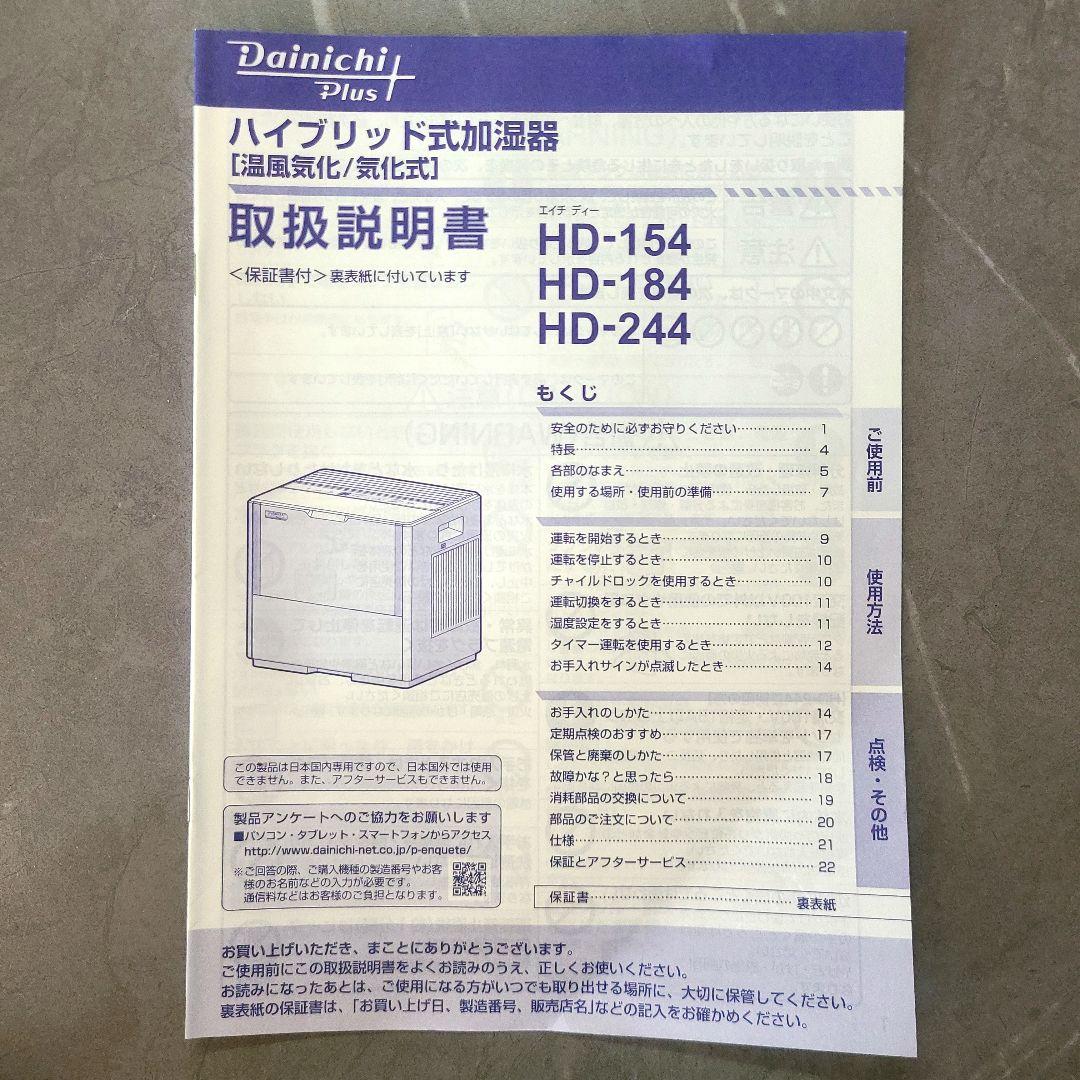 Dainichi
Plus
ハイブリッド式加湿器
[温風気化/気化式]
取扱説明書
<保証書付>裏表紙に付いています
エイチ ディー
HD-154
HD-184
HD-244
もくじ
安全のために必ずお守りください…………… 1
特長…………………………………………… 4
各部のなまえ………………………………… 5
使用する場所・使用前の準備………………… 7
ご使用前
運転を開始するとき………………………… 9
運転を停止するとき………………………… 10
チャイルドロックを使用するとき…………… 10
運転切換をするとき………………………… 11
湿度設定をするとき………………………… 11
タイマー運転を使用するとき………………… 12
お手入れサインが点滅したとき……………… 14
使用方法
お手入れのしかた…………………………… 14
定期点検のおすすめ………………………… 17
保管と廃棄のしかた………………………… 17
故障かな?と思ったら……………………… 18
消耗部品の交換について…………………… 19
部品のご注文について……………………… 20
仕様…………………………………………… 21
保証とアフターサービス…………………… 22
点検・その他
保証書………………………………………… 裏表紙
この製品は日本国内専用ですので、日本国外では使用
できません。また、アフターサービスもできません。
製品アンケートへのご協力をお願いします
■パソコン・タブレット・スマートフォンからアクセス
http://www.dainichi-net.co.jp/p-enquete/
※ご回答の際、ご購入機種の製造番号やお客
様のお名前などの入力が必要です。
通信料などはお客様のご負担となります。
お買い上げいただき、まことにありがとうございます。
ご使用前にこの取扱説明書をよくお読みのうえ、正しくお使いください。
お読みになったあとは、ご使用になる方がいつでも取り出せる場所に、大切に保管してください。
裏表紙の保証書は、「お買い上げ日、製造番号、販売店名」などの記入をお確かめください。